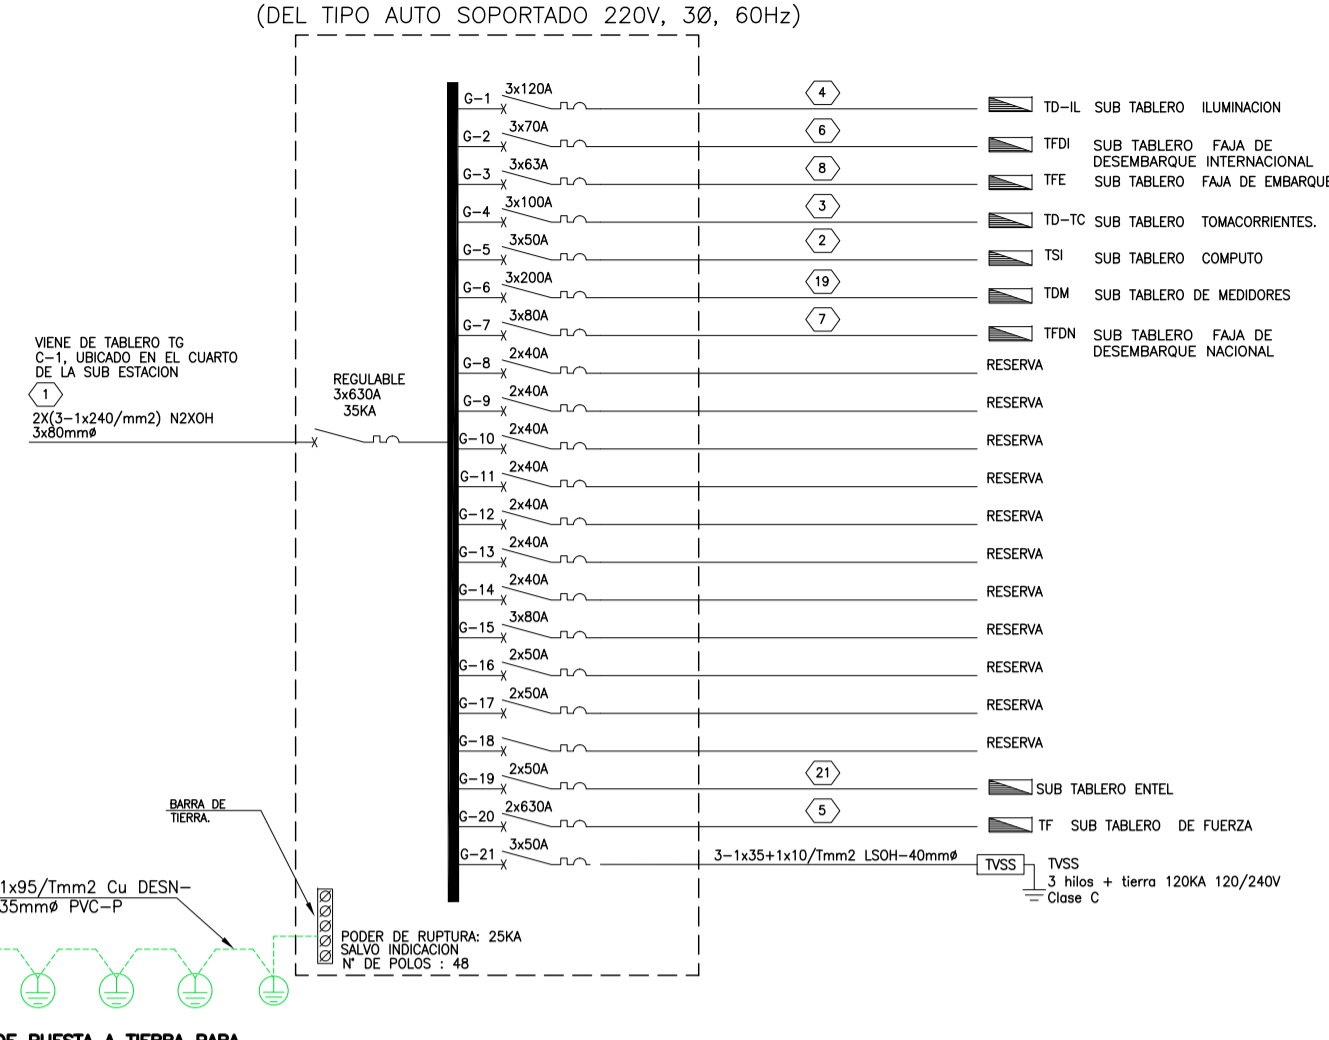 (DEL TIPO AUTO SOPORTADO 220V, 3Ø, 60Hz)
G-1 3x120A 4 TD-IL SUB TABLERO ILUMINACION
G-2 3x70A 6 TFDI SUB TABLERO FAJA DE
DESEMBARQUE INTERNACIONAL
G-3 3x63A 8 TFE SUB TABLERO FAJA DE EMBARQUE
G-4 3x100A 3 TD-TC SUB TABLERO TOMACORRIENTES.
G-5 3x50A 2 TSI SUB TABLERO COMPUTO
G-6 3x200A 19 TDM SUB TABLERO DE MEDIDORES
G-7 3x80A 7 TFDN SUB TABLERO FAJA DE
DESEMBARQUE NACIONAL
G-8 2x40A RESERVA
G-9 2x40A RESERVA
G-10 2x40A RESERVA
G-11 2x40A RESERVA
G-12 2x40A RESERVA
G-13 2x40A RESERVA
G-14 2x40A RESERVA
G-15 3x80A RESERVA
G-16 2x50A RESERVA
G-17 2x50A RESERVA
G-18 RESERVA
G-19 2x50A 21 SUB TABLERO ENTEL
G-20 2x630A 5 TF SUB TABLERO DE FUERZA
G-21 3x50A 3-1x35+1x10/Tmm2 LSOH-40mmø TVSS TVSS
3 hilos + tierra 120KA 120/240V
Clase C
VIENE DE TABLERO TG
C-1, UBICADO EN EL CUARTO
DE LA SUB ESTACION
1
2X(3-1x240/mm2) N2XOH
3x80mmø
REGULABLE
3x630A
35KA
BARRA DE
TIERRA.
1x95/Tmm2 Cu DESN-
35mmø PVC-P
PODER DE RUPTURA: 25KA
SALVO INDICACION
N° DE POLOS : 48
DE PUESTA A TIERRA PARA